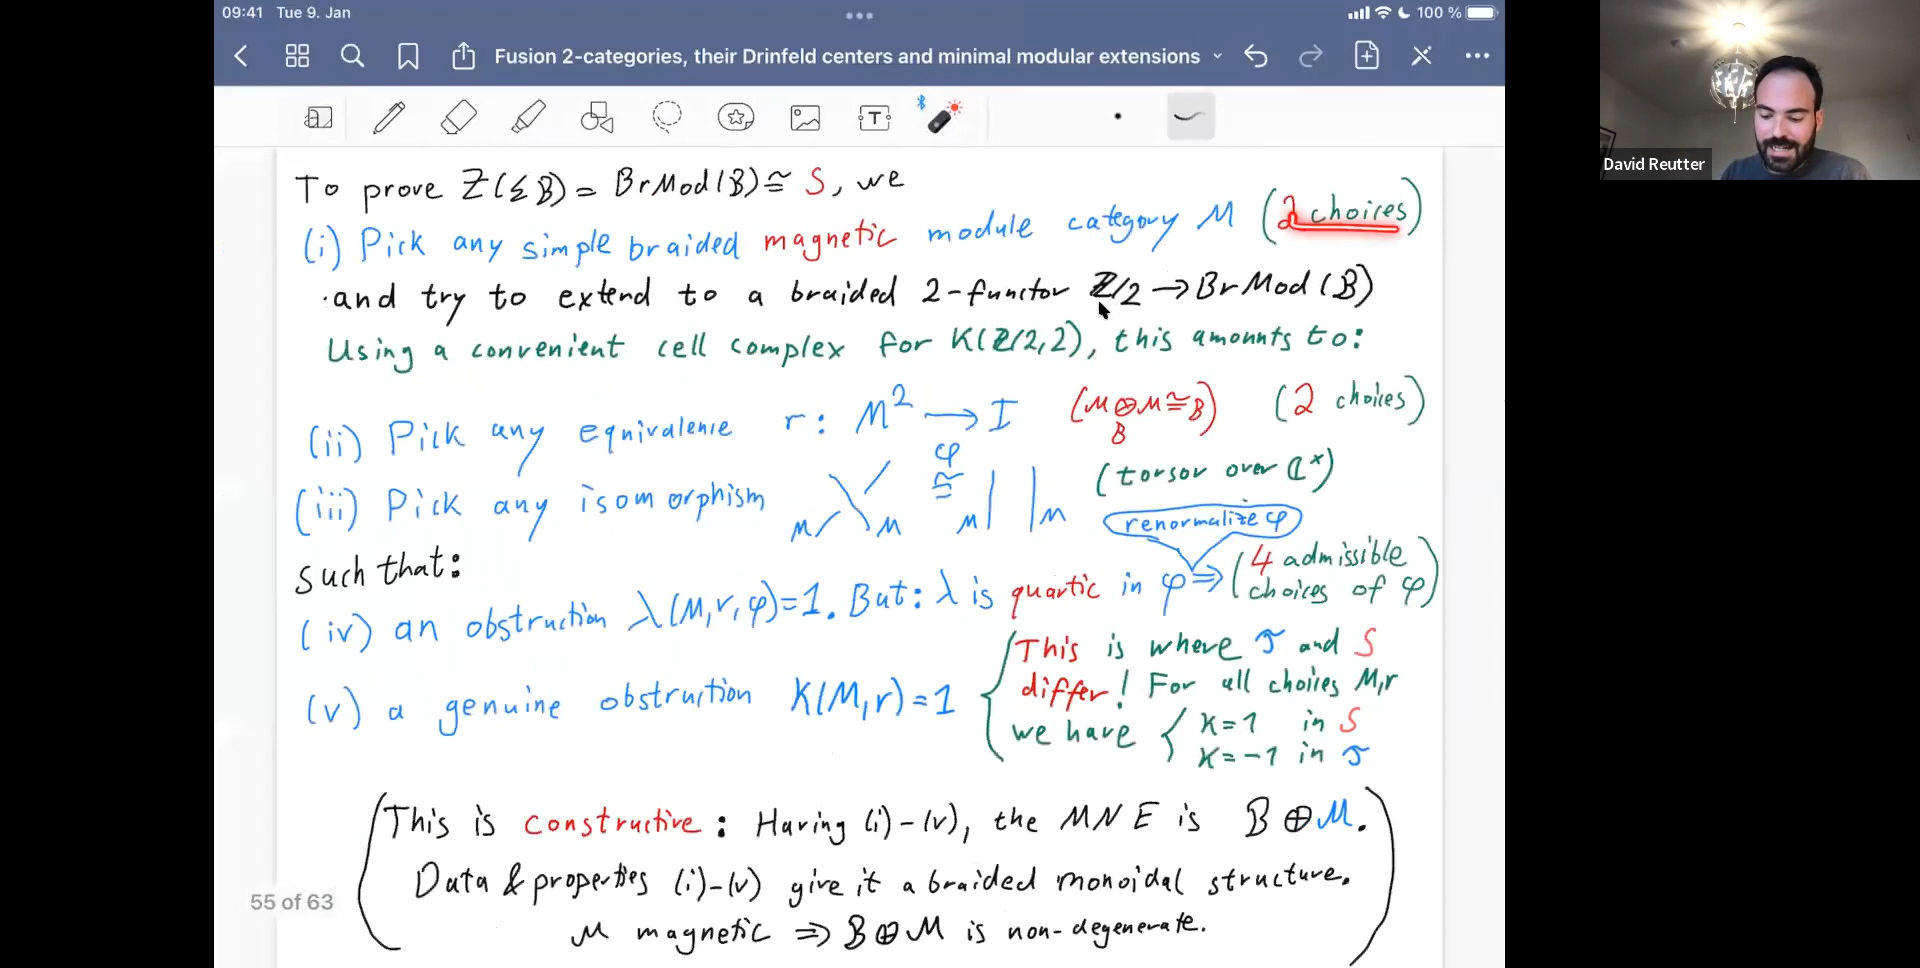 09:41 Tue 9. Jan
100 %
Fusion 2-categories, their Drinfeld centers and minimal modular extensions
David Reutter
To prove Z(ΣB) = BrMod(B) ≅ S, we
(i) Pick any simple braided magnetic module category M (2 choices)
· and try to extend to a braided 2-functor Z/2 → BrMod(B)
Using a convenient cell complex for K(Z/2,2), this amounts to:
(ii) Pick any equivalence r: M² → I (M ⊗_B M ≅ B) (2 choices)
(iii) Pick any isomorphism M M φ ≅ M M (torsor over ℂ^×)
renormalize φ
such that:
(iv) an obstruction λ(M,r,φ)=1. But: λ is quartic in φ ⇒ (4 admissible choices of φ)
(v) a genuine obstruction K(M,r)=1
This is where T and S
differ! For all choices M,r
we have { κ=1 in S
κ=-1 in T
(This is constructive: Having (i)-(v), the MNE is B ⊕ M.
Data & properties (i)-(v) give it a braided monoidal structure.
M magnetic ⇒ B⊕M is non-degenerate.)
55 of 63